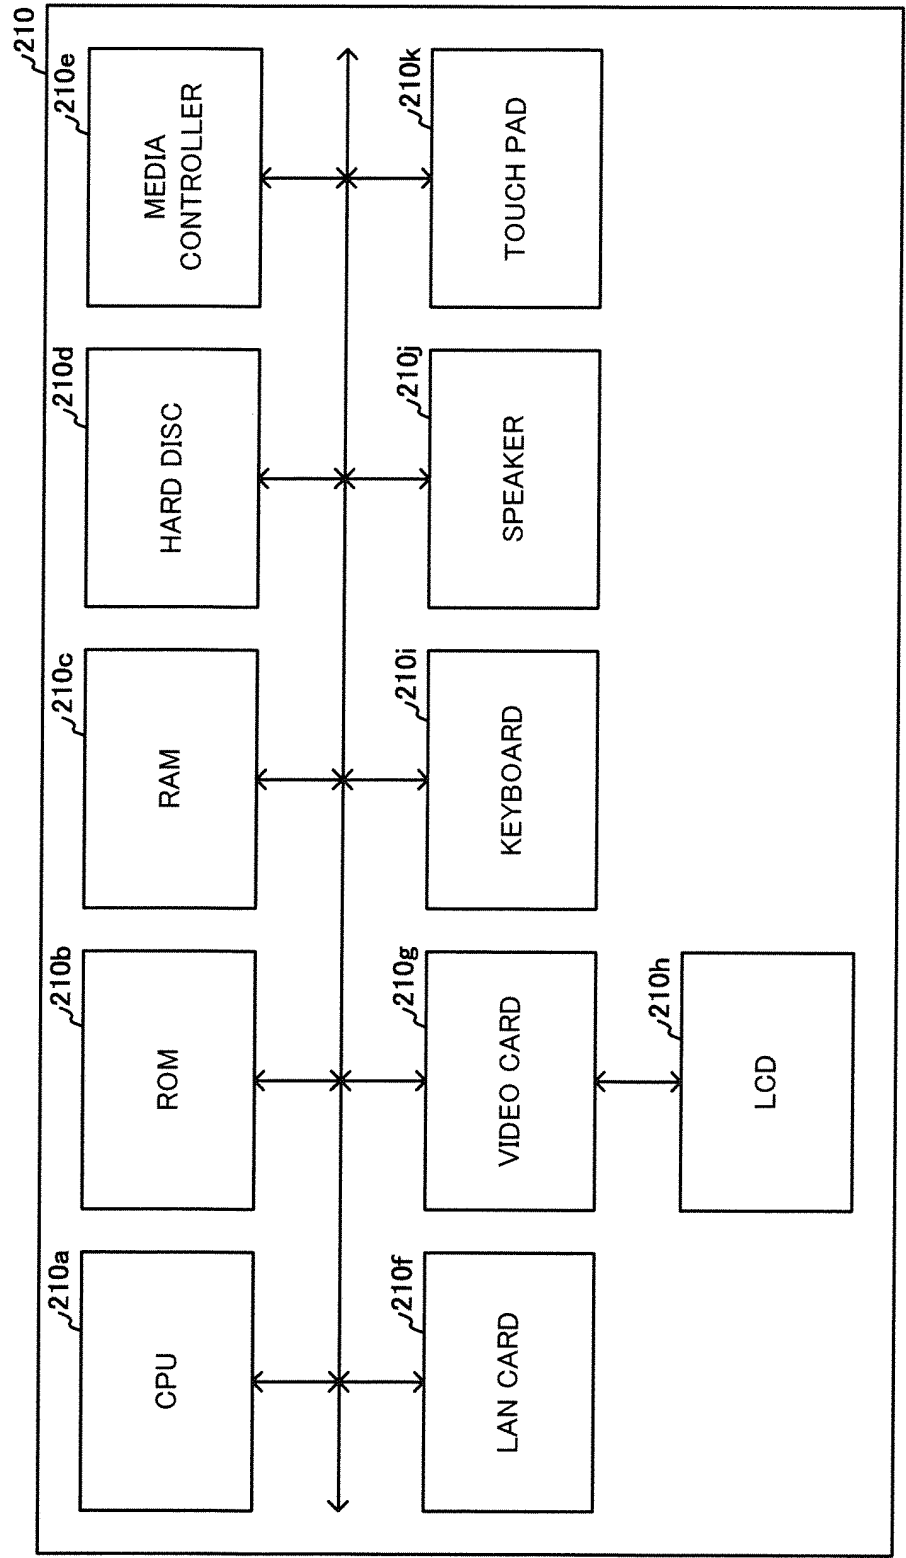 210
210a
CPU
210b
ROM
210c
RAM
210d
HARD DISC
210e
MEDIA
CONTROLLER
210f
LAN CARD
210g
VIDEO CARD
210i
KEYBOARD
210j
SPEAKER
210k
TOUCH PAD
210h
LCD